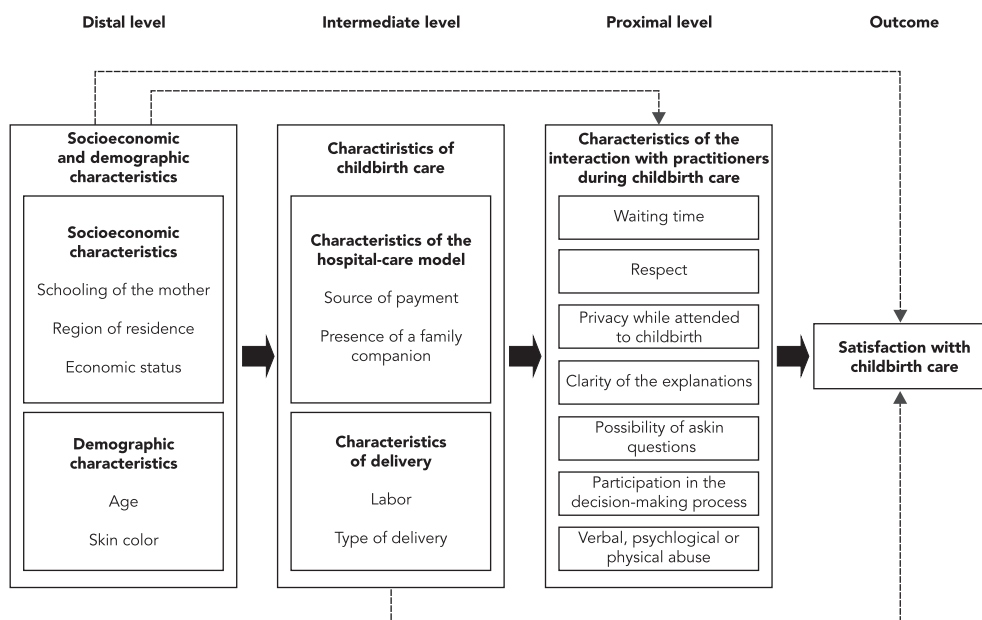 Distal level
Intermediate level
Proximal level
Outcome
Socioeconomic
and demographic
characteristics
Socioeconomic
characteristics
Schooling of the mother
Region of residence
Economic status
Demographic
characteristics
Age
Skin color
Charactiristics of
childbirth care
Characteristics of the
hospital-care model
Source of payment
Presence of a family
companion
Characteristics
of delivery
Labor
Type of delivery
Characteristics of the
interaction with practitioners
during childbirth care
Waiting time
Respect
Privacy while attended
to childbirth
Clarity of the explanations
Possibility of askin
questions
Participation in the
decision-making process
Verbal, psychlogical or
physical abuse
Satisfaction witth
childbirth care